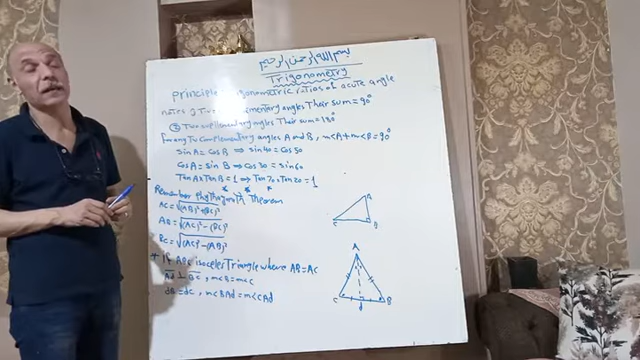 بسم الله الرحمن الرحيم
Trigonometry
principle trigonometric ratios of acute angle
notes ① Two complementary angles Their sum = 90°
② Two supplementary angles Their sum = 180°
For any Two Complementary angles A and B, m<A + m<B = 90°
Sin A = Cos B ⇒ sin 40 = Cos 50
Cos A = Sin B ⇒ Cos 30 = sin 60
Tan A x Tan B = 1 ⇒ Tan 70 x Tan 20 = 1
Remember Theorem
AC = √(AB)² + (BC)²
AB = √(AC)² - (BC)²
BC = √(AC)² - (AB)²
A
C B
* IF ABC isoceles Triangle where AB = AC
Ad ⊥ BC, m<B = m<C
dB = dC, m<BAd = m<CAd
A
C d B